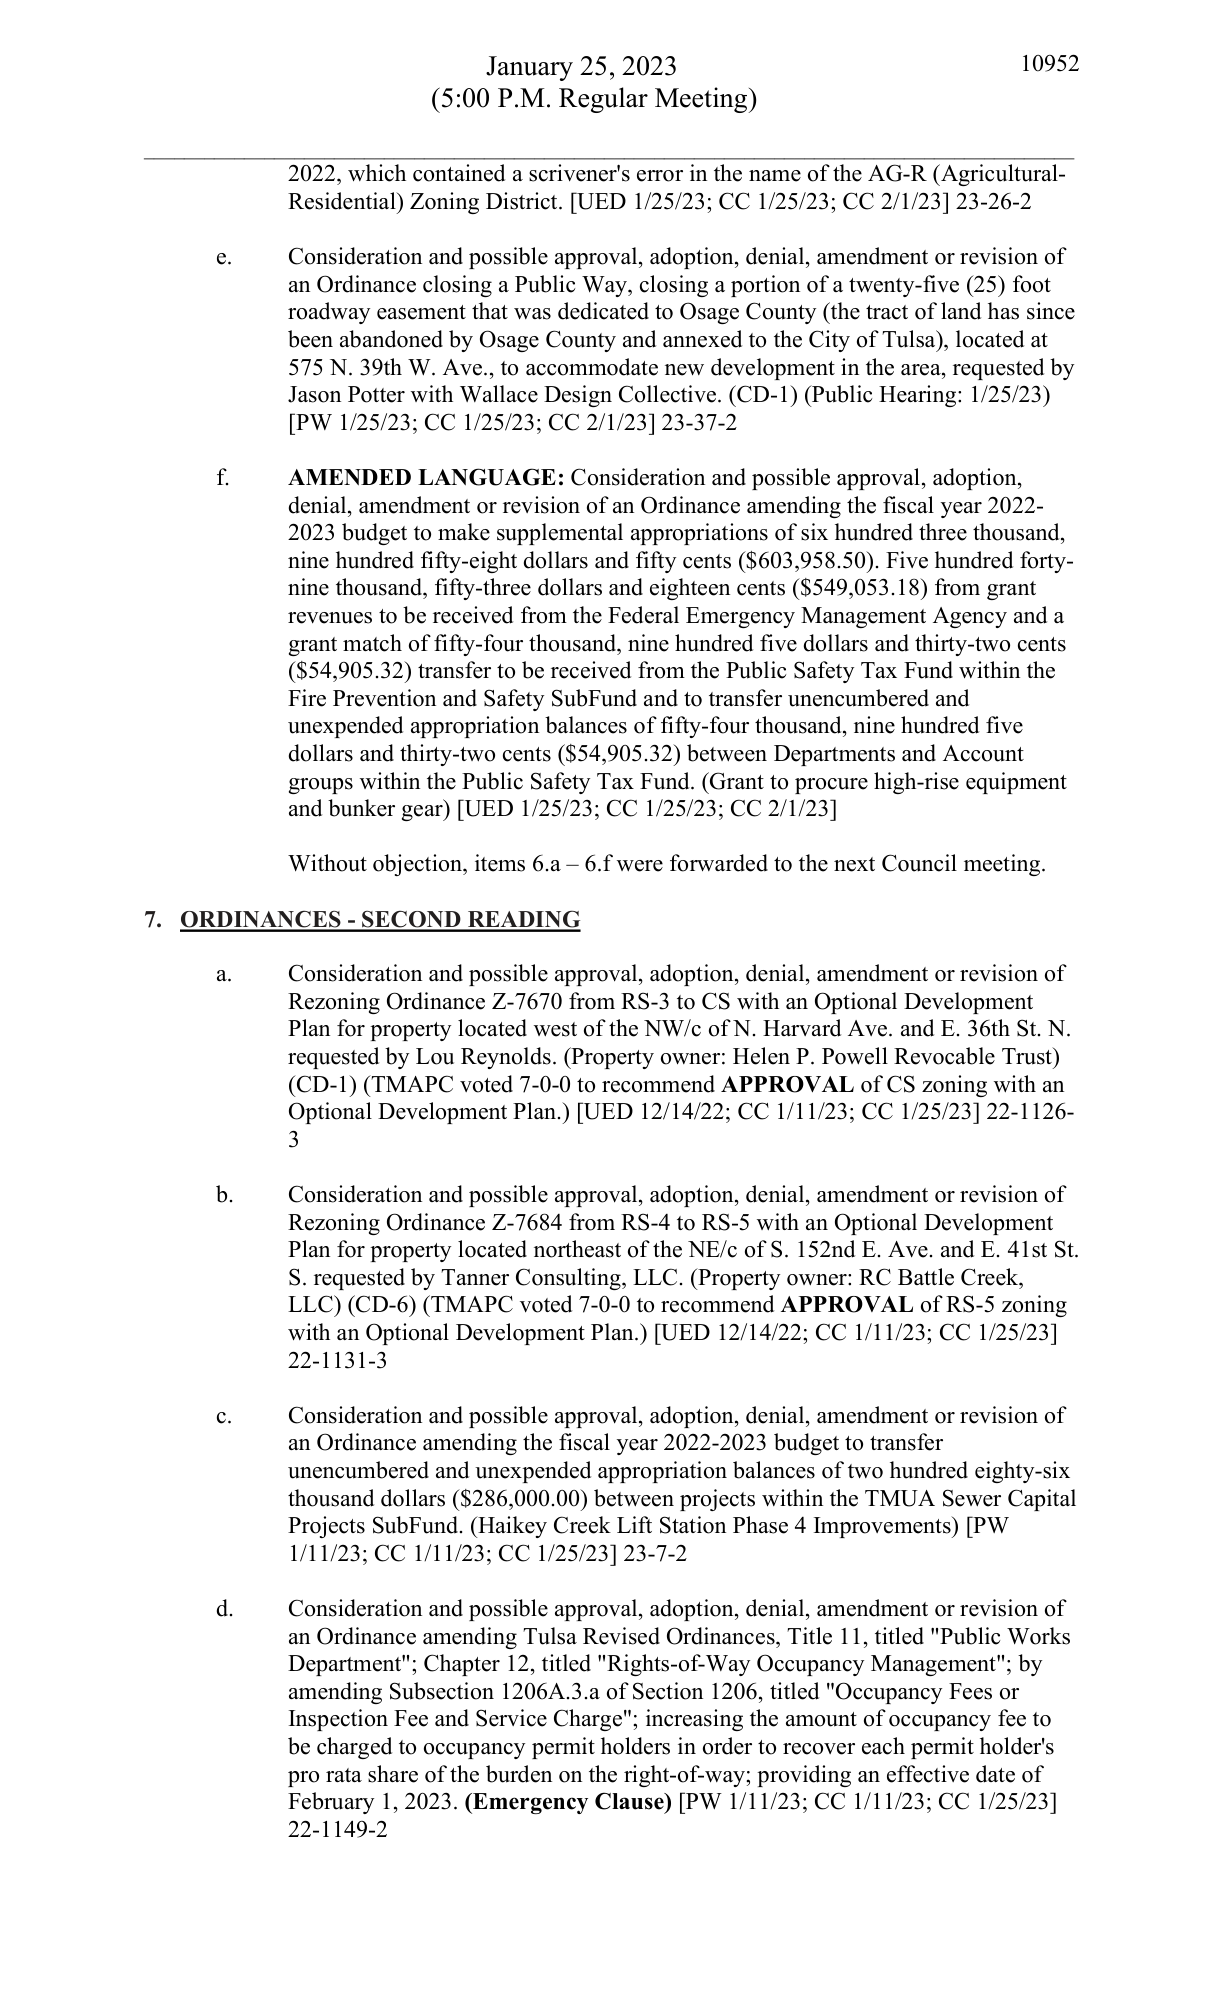 January 25, 2023
10952
(5:00 P.M. Regular Meeting)
2022, which contained a scrivener's error in the name of the AG-R (Agricultural-
Residential) Zoning District. [UED 1/25/23; CC 1/25/23; CC 2/1/23] 23-26-2
e. Consideration and possible approval, adoption, denial, amendment or revision of
an Ordinance closing a Public Way, closing a portion of a twenty-five (25) foot
roadway easement that was dedicated to Osage County (the tract of land has since
been abandoned by Osage County and annexed to the City of Tulsa), located at
575 N. 39th W. Ave., to accommodate new development in the area, requested by
Jason Potter with Wallace Design Collective. (CD-1) (Public Hearing: 1/25/23)
[PW 1/25/23; CC 1/25/23; CC 2/1/23] 23-37-2
f. AMENDED LANGUAGE: Consideration and possible approval, adoption,
denial, amendment or revision of an Ordinance amending the fiscal year 2022-
2023 budget to make supplemental appropriations of six hundred three thousand,
nine hundred fifty-eight dollars and fifty cents ($603,958.50). Five hundred forty-
nine thousand, fifty-three dollars and eighteen cents ($549,053.18) from grant
revenues to be received from the Federal Emergency Management Agency and a
grant match of fifty-four thousand, nine hundred five dollars and thirty-two cents
($54,905.32) transfer to be received from the Public Safety Tax Fund within the
Fire Prevention and Safety SubFund and to transfer unencumbered and
unexpended appropriation balances of fifty-four thousand, nine hundred five
dollars and thirty-two cents ($54,905.32) between Departments and Account
groups within the Public Safety Tax Fund. (Grant to procure high-rise equipment
and bunker gear) [UED 1/25/23; CC 1/25/23; CC 2/1/23]
Without objection, items 6.a – 6.f were forwarded to the next Council meeting.
7. ORDINANCES - SECOND READING
a. Consideration and possible approval, adoption, denial, amendment or revision of
Rezoning Ordinance Z-7670 from RS-3 to CS with an Optional Development
Plan for property located west of the NW/c of N. Harvard Ave. and E. 36th St. N.
requested by Lou Reynolds. (Property owner: Helen P. Powell Revocable Trust)
(CD-1) (TMAPC voted 7-0-0 to recommend APPROVAL of CS zoning with an
Optional Development Plan.) [UED 12/14/22; CC 1/11/23; CC 1/25/23] 22-1126-
3
b. Consideration and possible approval, adoption, denial, amendment or revision of
Rezoning Ordinance Z-7684 from RS-4 to RS-5 with an Optional Development
Plan for property located northeast of the NE/c of S. 152nd E. Ave. and E. 41st St.
S. requested by Tanner Consulting, LLC. (Property owner: RC Battle Creek,
LLC) (CD-6) (TMAPC voted 7-0-0 to recommend APPROVAL of RS-5 zoning
with an Optional Development Plan.) [UED 12/14/22; CC 1/11/23; CC 1/25/23]
22-1131-3
c. Consideration and possible approval, adoption, denial, amendment or revision of
an Ordinance amending the fiscal year 2022-2023 budget to transfer
unencumbered and unexpended appropriation balances of two hundred eighty-six
thousand dollars ($286,000.00) between projects within the TMUA Sewer Capital
Projects SubFund. (Haikey Creek Lift Station Phase 4 Improvements) [PW
1/11/23; CC 1/11/23; CC 1/25/23] 23-7-2
d. Consideration and possible approval, adoption, denial, amendment or revision of
an Ordinance amending Tulsa Revised Ordinances, Title 11, titled "Public Works
Department"; Chapter 12, titled "Rights-of-Way Occupancy Management"; by
amending Subsection 1206A.3.a of Section 1206, titled "Occupancy Fees or
Inspection Fee and Service Charge"; increasing the amount of occupancy fee to
be charged to occupancy permit holders in order to recover each permit holder's
pro rata share of the burden on the right-of-way; providing an effective date of
February 1, 2023. (Emergency Clause) [PW 1/11/23; CC 1/11/23; CC 1/25/23]
22-1149-2